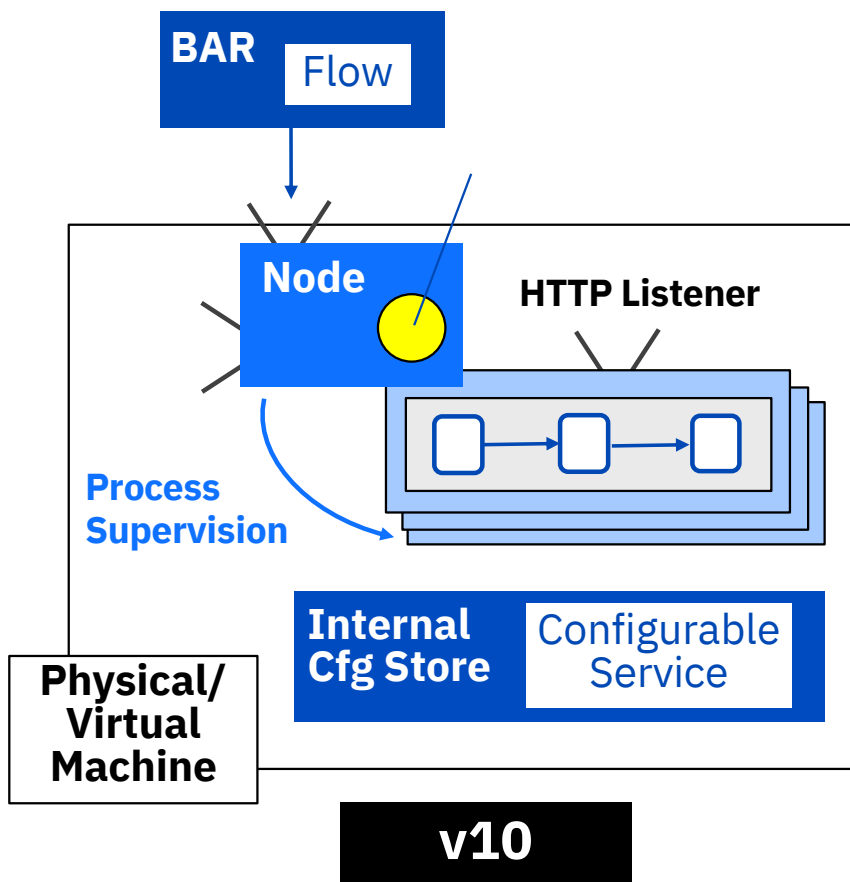 BAR
Flow
Node
HTTP Listener
Process
Supervision
Internal
Cfg Store
Configurable
Service
Physical/
Virtual
Machine
v10